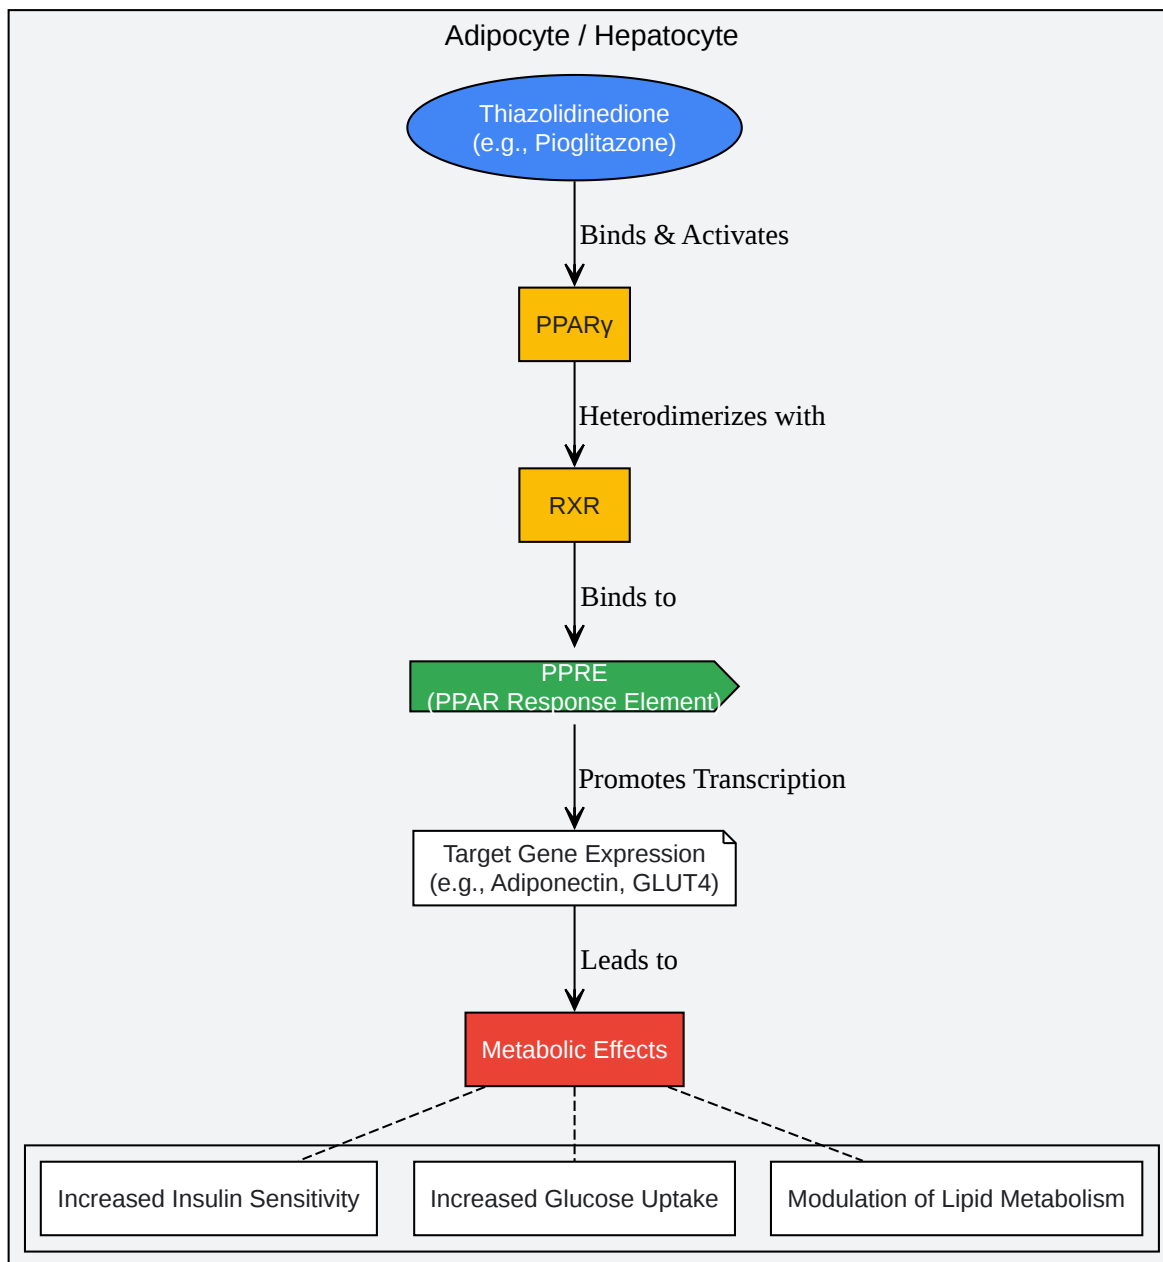 Adipocyte / Hepatocyte
Thiazolidinedione
(e.g., Pioglitazone)
Binds & Activates
PPARγ
Heterodimerizes with
RXR
Binds to
PPRE
(PPAR Response Element)
Promotes Transcription
Target Gene Expression
(e.g., Adiponectin, GLUT4)
Leads to
Metabolic Effects
Increased Insulin Sensitivity
Increased Glucose Uptake
Modulation of Lipid Metabolism